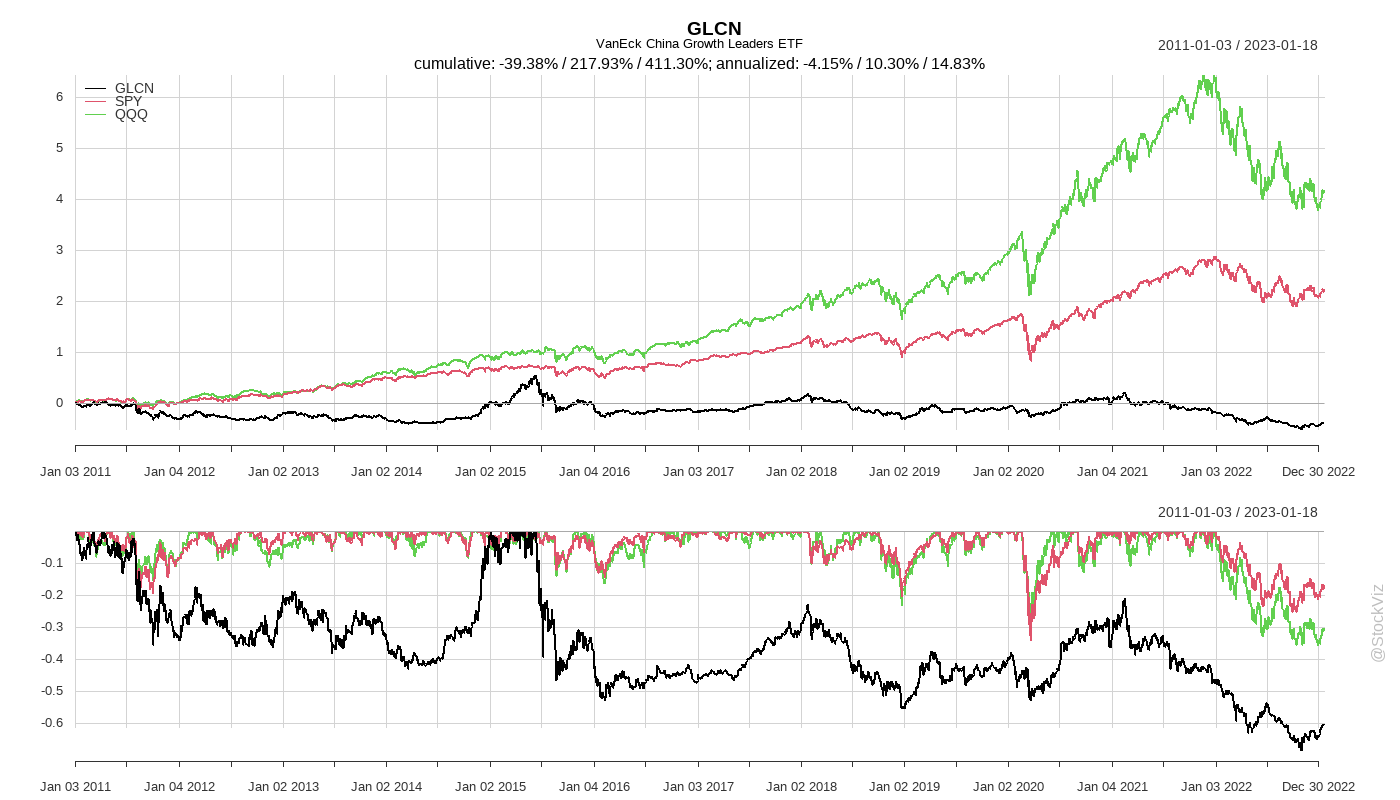 GLCN
VanEck China Growth Leaders ETF
2011-01-03 / 2023-01-18
cumulative: -39.38% / 217.93% / 411.30%; annualized: -4.15% / 10.30% / 14.83%
GLCN
SPY
QQQ
6
5
4
3
2
1
0
Jan 03 2011 Jan 04 2012 Jan 02 2013 Jan 02 2014 Jan 02 2015 Jan 04 2016 Jan 03 2017 Jan 02 2018 Jan 02 2019 Jan 02 2020 Jan 04 2021 Jan 03 2022 Dec 30 2022
2011-01-03 / 2023-01-18
-0.1
-0.2
-0.3
-0.4
-0.5
-0.6
Jan 03 2011 Jan 04 2012 Jan 02 2013 Jan 02 2014 Jan 02 2015 Jan 04 2016 Jan 03 2017 Jan 02 2018 Jan 02 2019 Jan 02 2020 Jan 04 2021 Jan 03 2022 Dec 30 2022
@StockViz